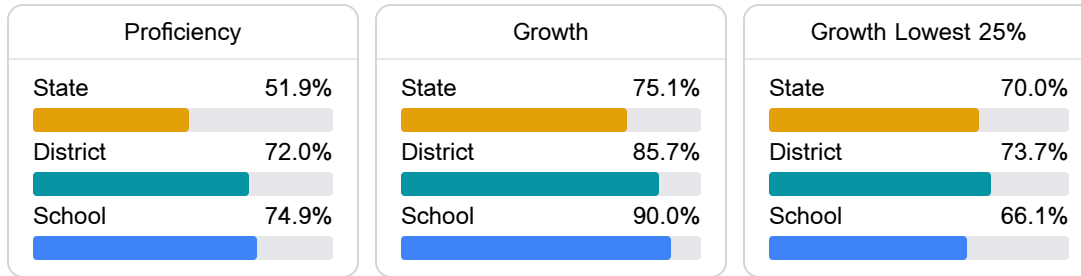 Proficiency
State 51.9%
District 72.0%
School 74.9%
Growth
State 75.1%
District 85.7%
School 90.0%
Growth Lowest 25%
State 70.0%
District 73.7%
School 66.1%